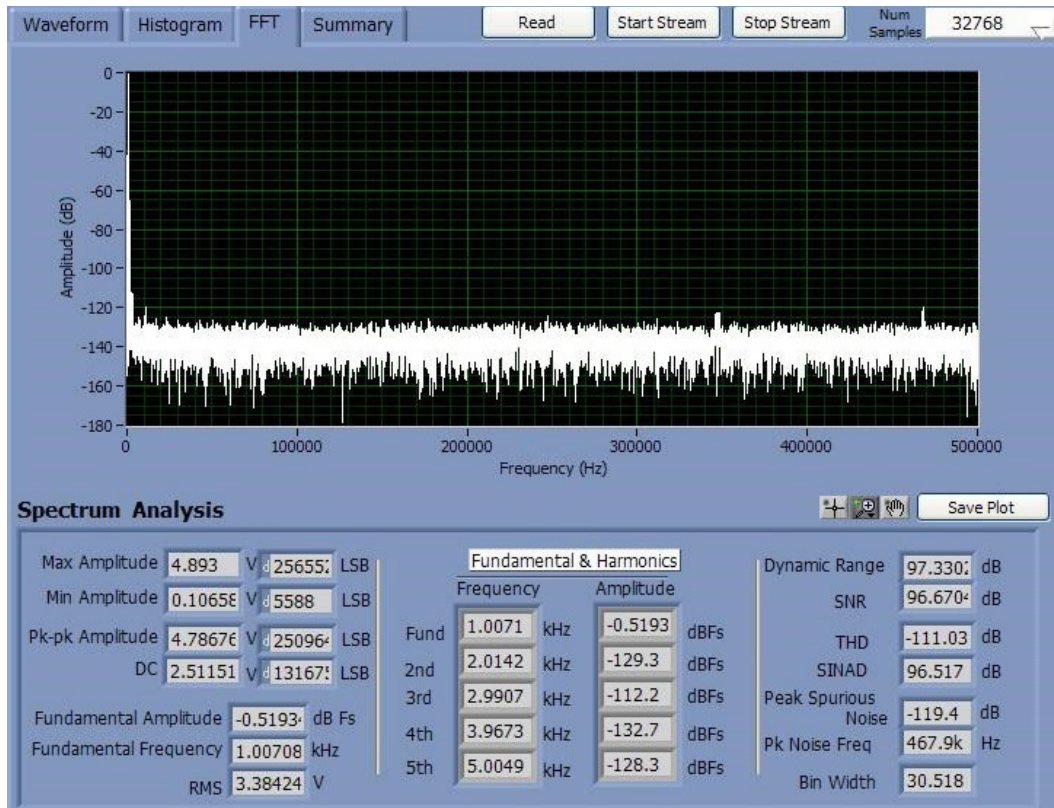 Waveform Histogram FFT Summary Read Start Stream Stop Stream Num Samples 32768
0
-20
-40
-60
-80
-100
-120
-140
-160
-180
Amplitude (dB)
0 100000 200000 300000 400000 500000
Frequency (Hz)
Spectrum Analysis Save Plot
Max Amplitude 4.893 V d 256552 LSB
Min Amplitude 0.10658 V d 5588 LSB
Pk-pk Amplitude 4.78676 V d 250964 LSB
DC 2.51151 V d 131675 LSB
Fundamental Amplitude -0.51934 dB Fs
Fundamental Frequency 1.00708 kHz
RMS 3.38424 V
Fundamental & Harmonics
Frequency Amplitude
Fund 1.0071 kHz -0.5193 dBFs
2nd 2.0142 kHz -129.3 dBFs
3rd 2.9907 kHz -112.2 dBFs
4th 3.9673 kHz -132.7 dBFs
5th 5.0049 kHz -128.3 dBFs
Dynamic Range 97.3302 dB
SNR 96.6704 dB
THD -111.03 dB
SINAD 96.517 dB
Peak Spurious
Noise -119.4 dB
Pk Noise Freq 467.9k Hz
Bin Width 30.518